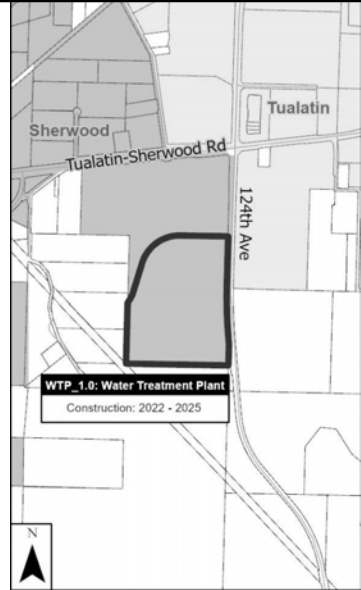 Tualatin
Sherwood
Tualatin-Sherwood Rd
124th Ave
WTP_1.0: Water Treatment Plant
Construction: 2022 - 2025
N